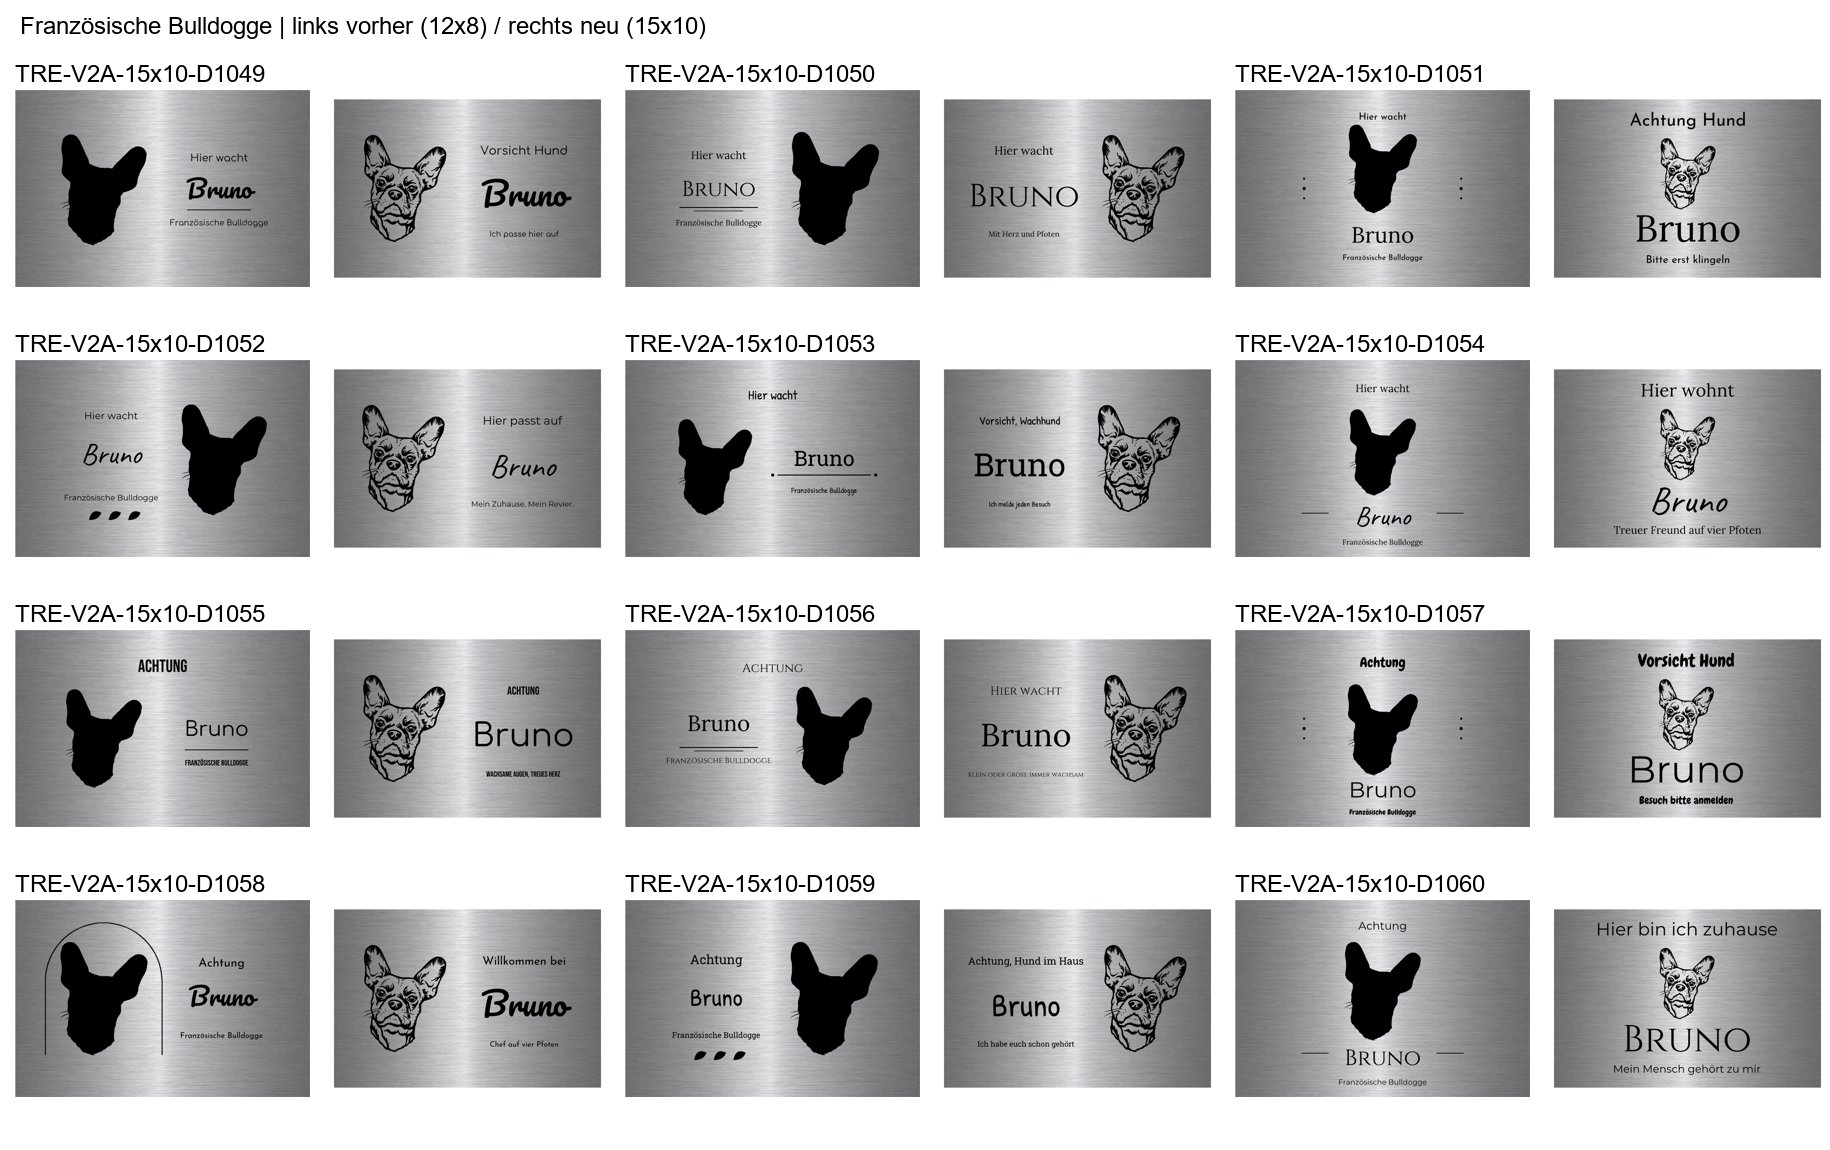 Französische Bulldogge | links vorher (12x8) / rechts neu (15x10)
TRE-V2A-15x10-D1049
Hier wacht
Bruno
Französische Bulldogge
Vorsicht Hund
Bruno
Ich passe hier auf
TRE-V2A-15x10-D1050
Hier wacht
Bruno
Französische Bulldogge
Hier wacht
Bruno
Mit Herz und Pfoten
TRE-V2A-15x10-D1051
Hier wacht
Bruno
Französische Bulldogge
Achtung Hund
Bruno
Bitte erst klingeln
TRE-V2A-15x10-D1052
Hier wacht
Bruno
Französische Bulldogge
Hier passt auf
Bruno
Mein Zuhause. Mein Revier.
TRE-V2A-15x10-D1053
Hier wacht
Bruno
Französische Bulldogge
Vorsicht, Wachhund
Bruno
Ich melde jeden Besuch
TRE-V2A-15x10-D1054
Hier wacht
Bruno
Französische Bulldogge
Hier wohnt
Bruno
Treuer Freund auf vier Pfoten
TRE-V2A-15x10-D1055
ACHTUNG
Bruno
FRANZÖSISCHE BULLDOGGE
ACHTUNG
Bruno
WACHSAME AUGEN, TREUES HERZ
TRE-V2A-15x10-D1056
Achtung
Bruno
Französische Bulldogge
Hier wacht
Bruno
Klein oder gross, immer wachsam
TRE-V2A-15x10-D1057
Achtung
Bruno
Französische Bulldogge
Vorsicht Hund
Bruno
Besuch bitte anmelden
TRE-V2A-15x10-D1058
Achtung
Bruno
Französische Bulldogge
Willkommen bei
Bruno
Chef auf vier Pfoten
TRE-V2A-15x10-D1059
Achtung
Bruno
Französische Bulldogge
Achtung, Hund im Haus
Bruno
Ich habe euch schon gehört
TRE-V2A-15x10-D1060
Achtung
Bruno
Französische Bulldogge
Hier bin ich zuhause
Bruno
Mein Mensch gehört zu mir